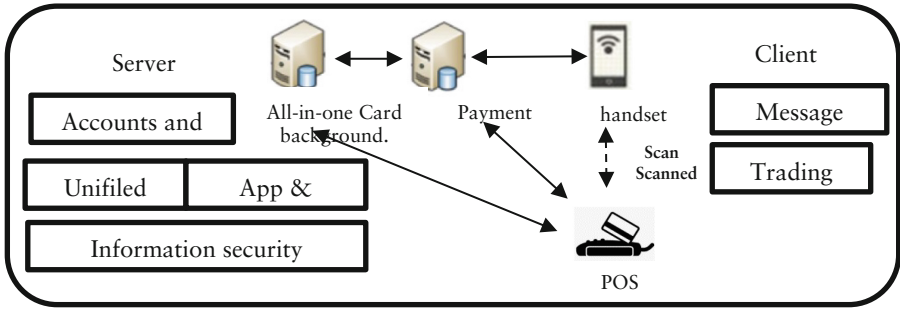 Server
Accounts and
Unifiled
App &
Information security
All-in-one Card
background.
Payment
handset
Scan
Scanned
POS
Client
Message
Trading